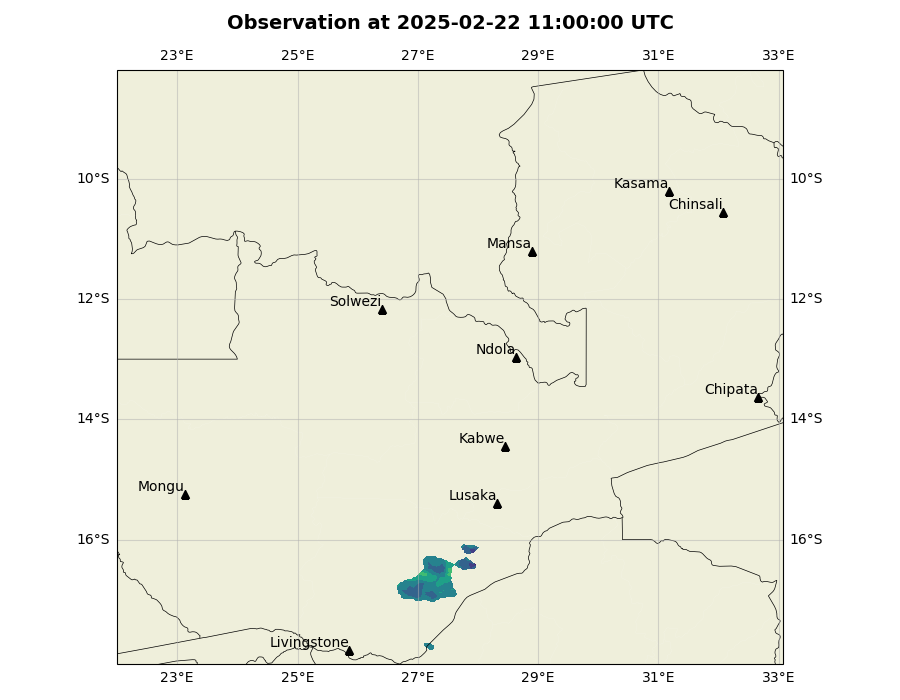 Observation at 2025-02-22 11:00:00 UTC
23°E 25°E 27°E 29°E 31°E 33°E
10°S 10°S
Kasama
Chinsali
Mansa
12°S 12°S
Solwezi
Ndola
Chipata
14°S 14°S
Kabwe
Mongu
Lusaka
16°S 16°S
Livingstone
23°E 25°E 27°E 29°E 31°E 33°E